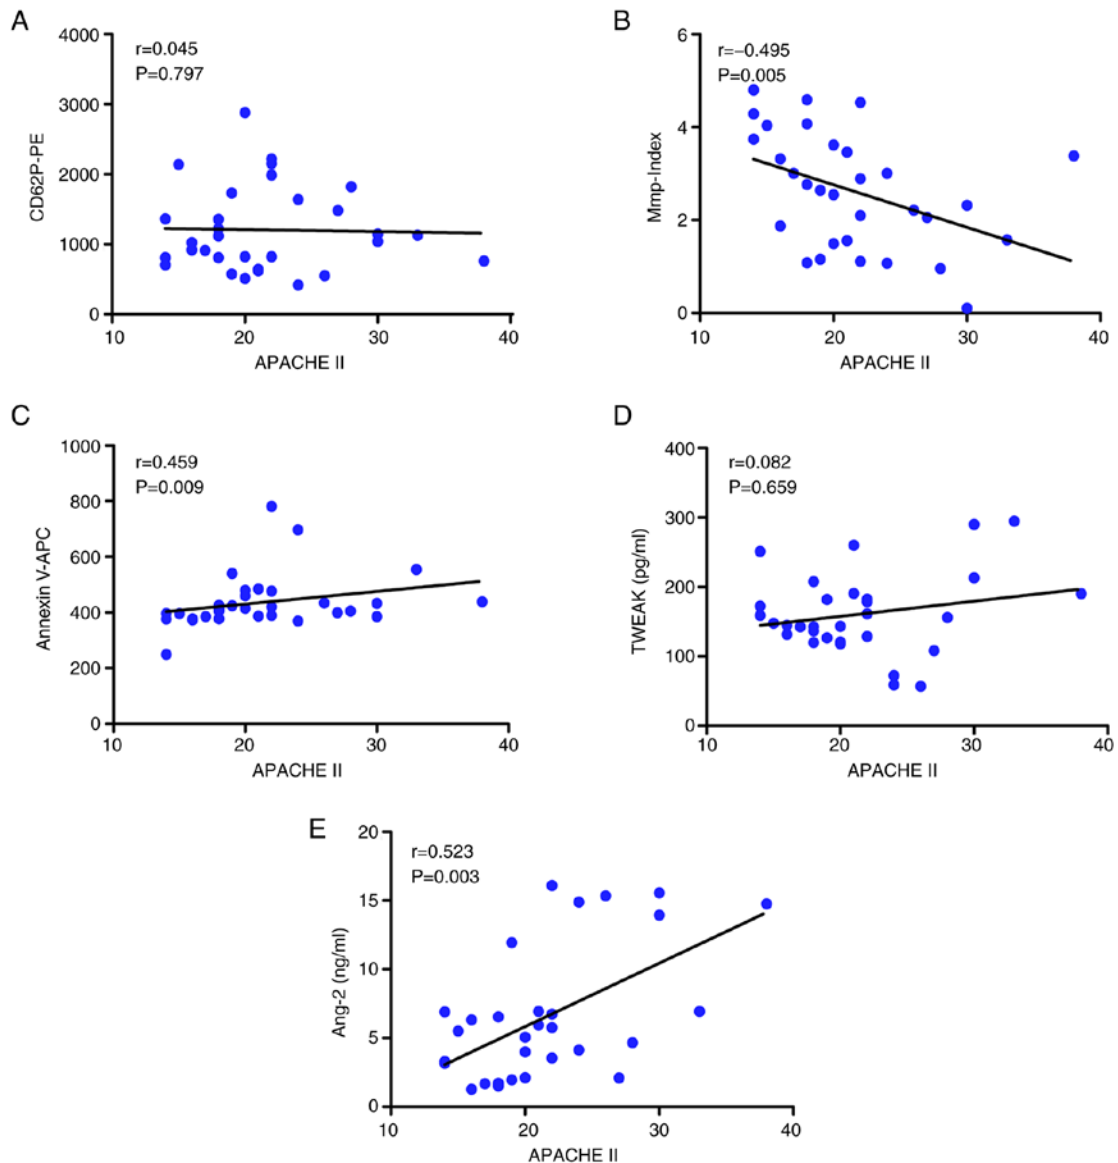 A
4000
3000
2000
1000
0
CD62P-PE
r=0.045
P=0.797
10
20
30
40
APACHE II
B
6
4
2
0
Mmp-Index
r=−0.495
P=0.005
10
20
30
40
APACHE II
C
1000
800
600
400
200
0
Annexin V-APC
r=0.459
P=0.009
10
20
30
40
APACHE II
D
400
300
200
100
0
TWEAK (pg/ml)
r=0.082
P=0.659
10
20
30
40
APACHE II
E
20
15
10
5
0
Ang-2 (ng/ml)
r=0.523
P=0.003
10
20
30
40
APACHE II